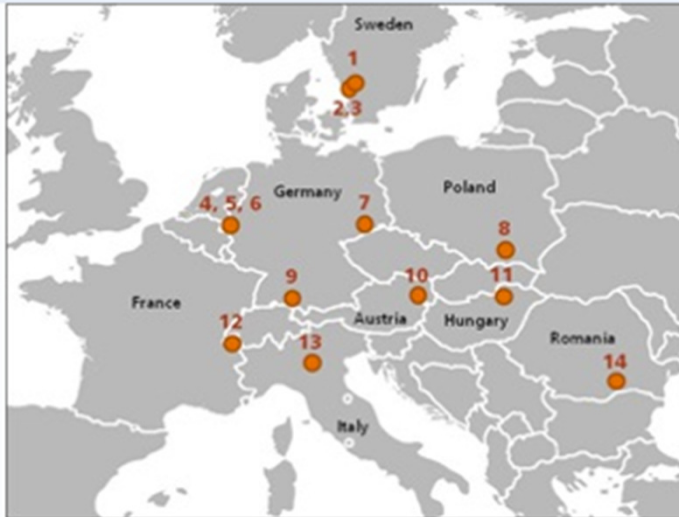 Sweden
1
2,3
Germany
Poland
4, 5, 6
7
8
9
10
11
France
Austria
Hungary
12
13
Romania
14
Italy